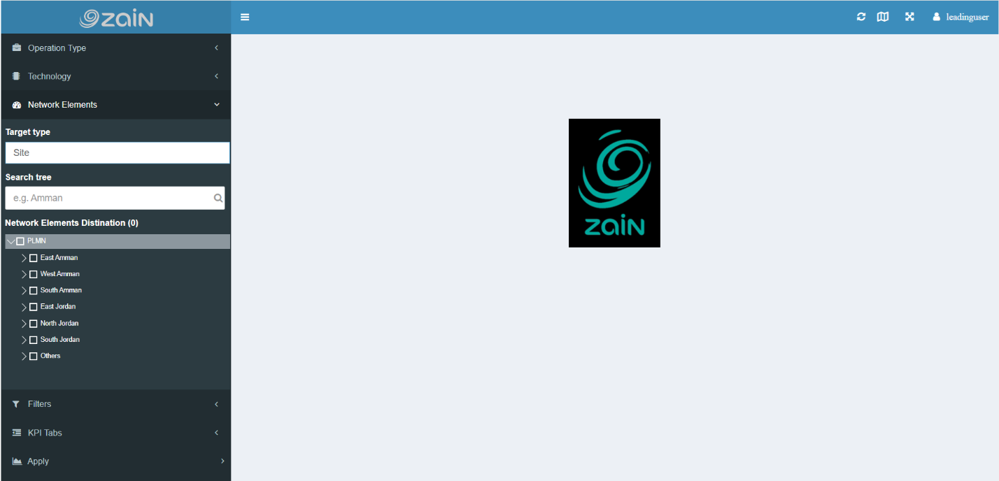 zain
leadinguser
Operation Type
Technology
Network Elements
Target type
Site
Search tree
e.g. Amman
Network Elements Distination (0)
PLMN
East Amman
West Amman
South Amman
East Jordan
North Jordan
South Jordan
Others
Filters
KPI Tabs
Apply
zain